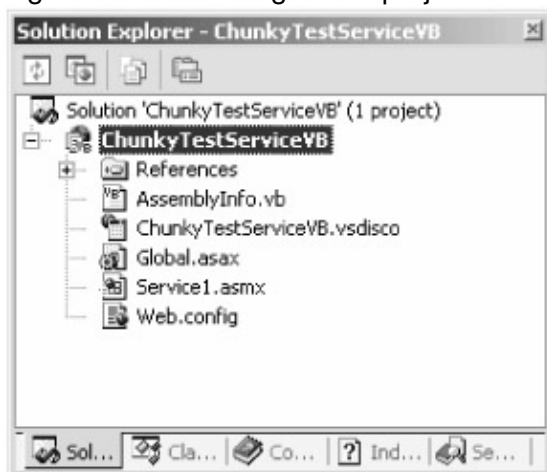 Solution Explorer - ChunkyTestServiceVB
Solution 'ChunkyTestServiceVB' (1 project)
ChunkyTestServiceVB
References
AssemblyInfo.vb
ChunkyTestServiceVB.vsdisco
Global.asax
Service1.asmx
Web.config
Sol... Cla... Co... Ind... Se...